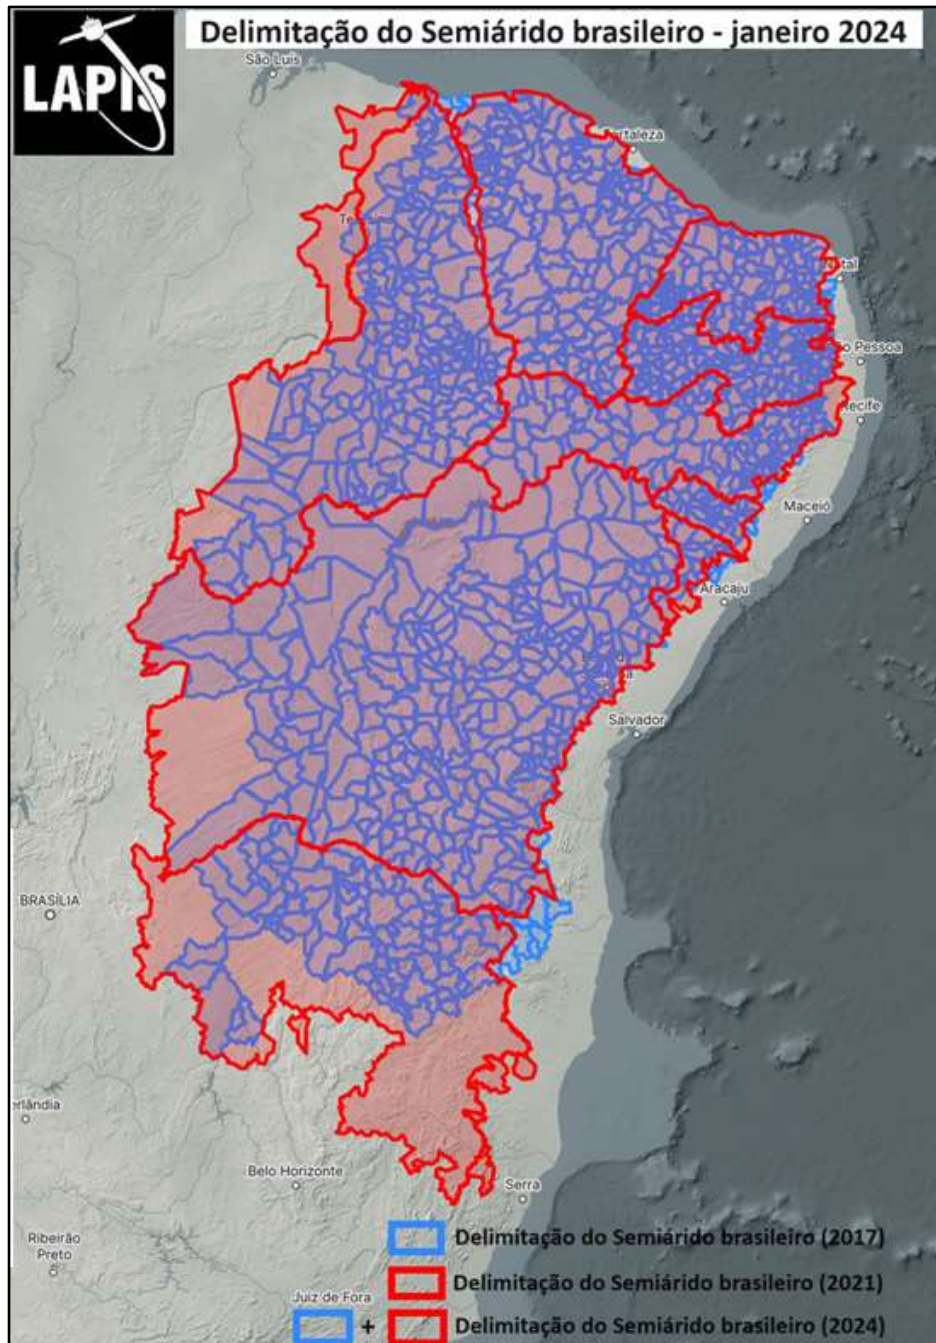 Delimitação do Semiárido brasileiro - janeiro 2024
LAPIS
São Luís
Fortaleza
Natal
João Pessoa
Recife
Maceió
Aracaju
Salvador
BRASÍLIA
Belo Horizonte
Serra
Ribeirão
Preto
Juiz de Fora
Delimitação do Semiárido brasileiro (2017)
Delimitação do Semiárido brasileiro (2021)
+
Delimitação do Semiárido brasileiro (2024)